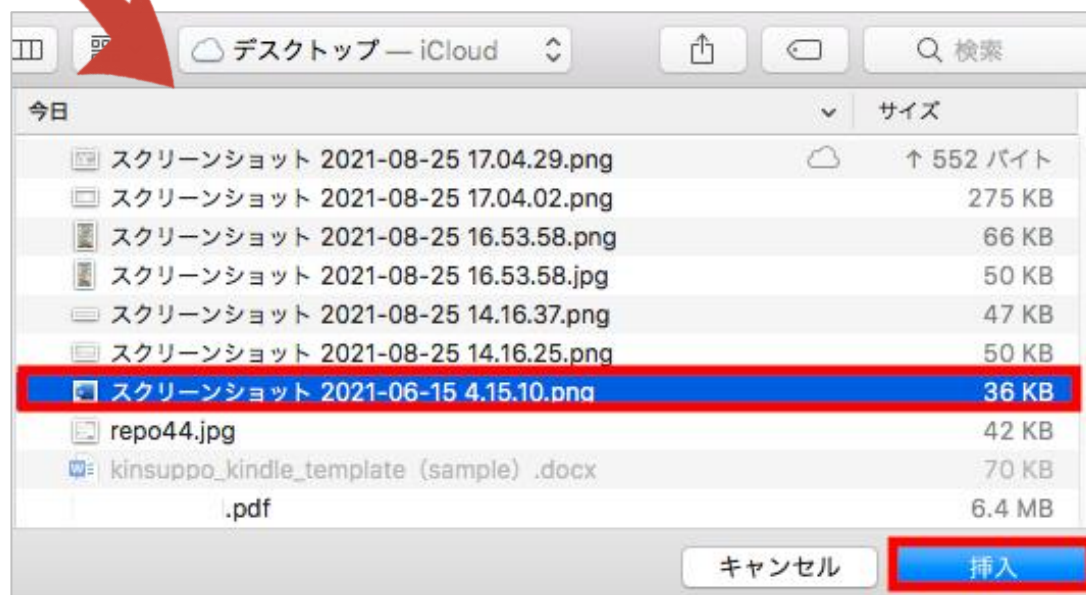 デスクトップ — iCloud
検索
今日 サイズ
スクリーンショット 2021-08-25 17.04.29.png ↑ 552 バイト
スクリーンショット 2021-08-25 17.04.02.png 275 KB
スクリーンショット 2021-08-25 16.53.58.png 66 KB
スクリーンショット 2021-08-25 16.53.58.jpg 50 KB
スクリーンショット 2021-08-25 14.16.37.png 47 KB
スクリーンショット 2021-08-25 14.16.25.png 50 KB
スクリーンショット 2021-06-15 4.15.10.png 36 KB
repo44.jpg 42 KB
kinsuppo_kindle_template（sample）.docx 70 KB
.pdf 6.4 MB
キャンセル 挿入